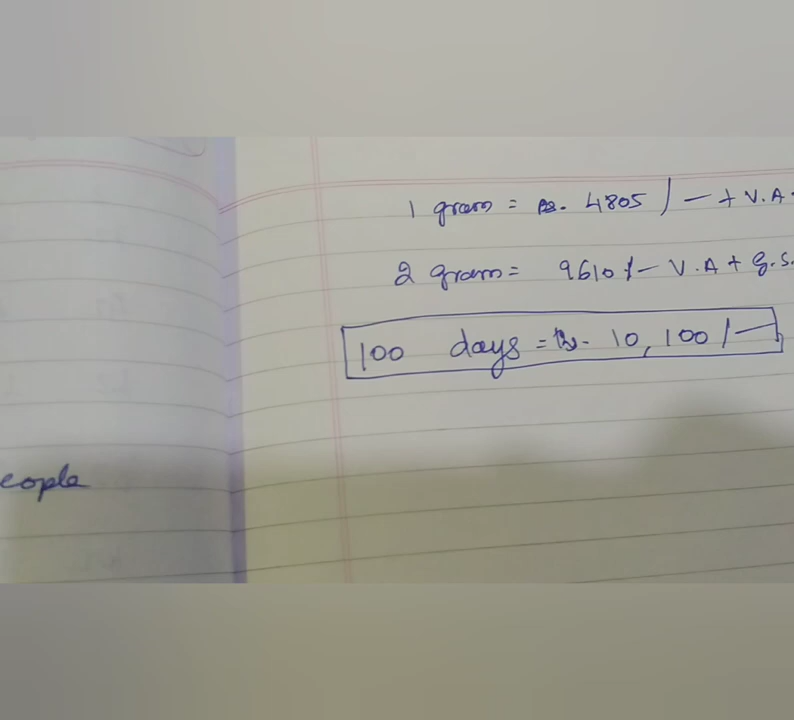 1 gram = Rs. 4805/- + V.A.
2 gram = 9610/- V.A + g.s.
100 days = Rs. 10,100/-
eople